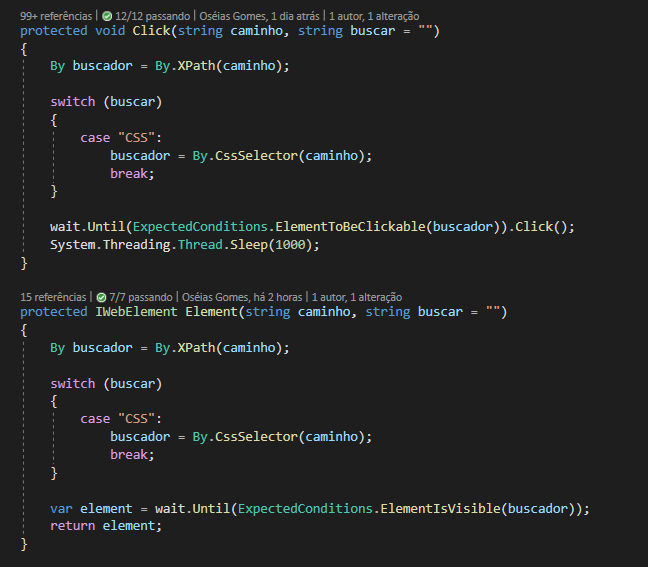 99+ referências | 12/12 passando | Oséias Gomes, 1 dia atrás | 1 autor, 1 alteração
protected void Click(string caminho, string buscar = "")
{
By buscador = By.XPath(caminho);
switch (buscar)
{
case "CSS":
buscador = By.CssSelector(caminho);
break;
}
wait.Until(ExpectedConditions.ElementToBeClickable(buscador)).Click();
System.Threading.Thread.Sleep(1000);
}
15 referências | 7/7 passando | Oséias Gomes, há 2 horas | 1 autor, 1 alteração
protected IWebElement Element(string caminho, string buscar = "")
{
By buscador = By.XPath(caminho);
switch (buscar)
{
case "CSS":
buscador = By.CssSelector(caminho);
break;
}
var element = wait.Until(ExpectedConditions.ElementIsVisible(buscador));
return element;
}